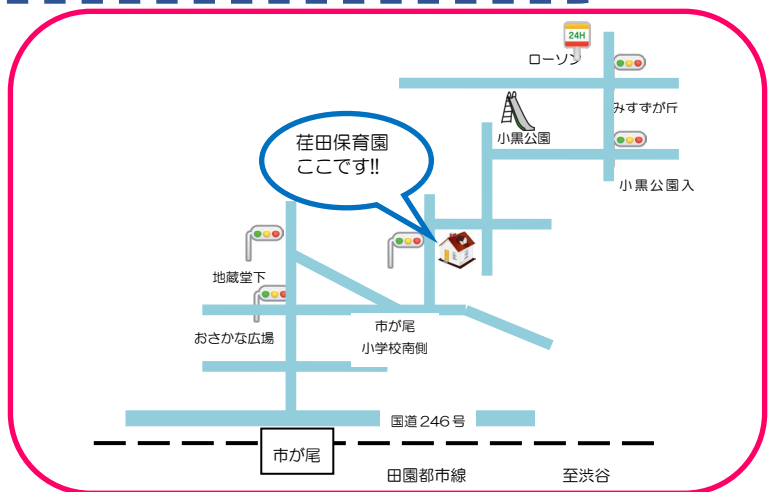 24H
ローソン
みすずが丘
小黒公園
荏田保育園
ここです!!
小黒公園入
地蔵堂下
おさかな広場
市が尾
小学校南側
国道246号
市が尾
田園都市線
至渋谷